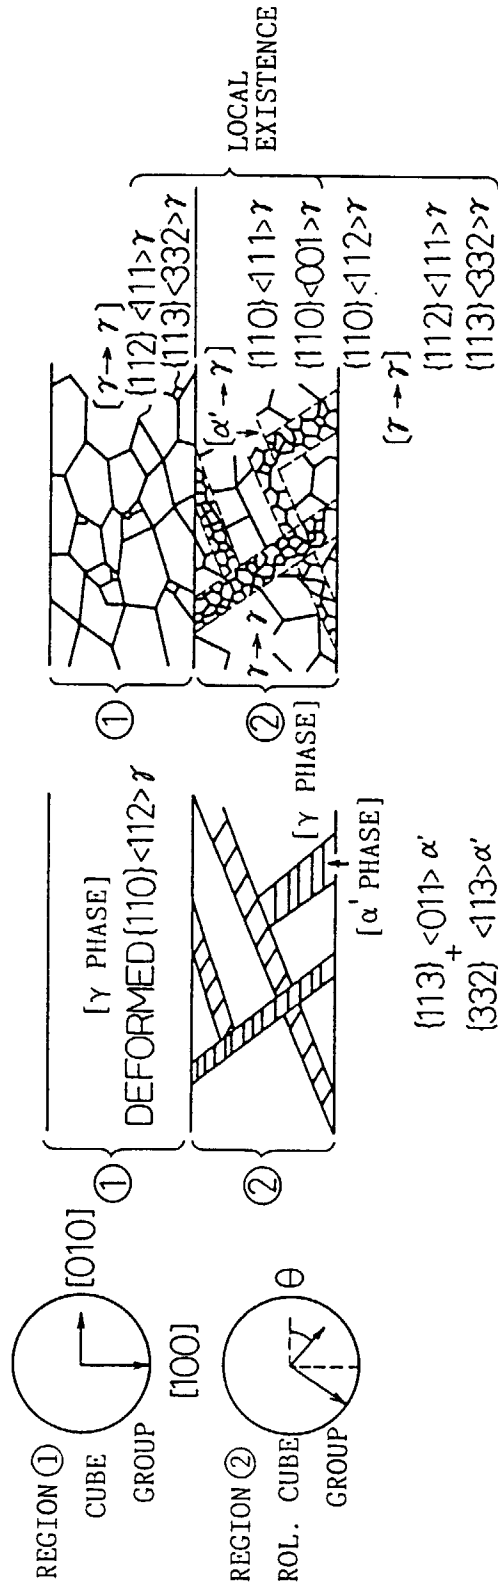 REGION ①
CUBE
GROUP
[010]
[100]
REGION ②
ROL. CUBE
GROUP
θ
①
[γ PHASE]
DEFORMED {110}<112>γ
②
[γ PHASE]
[α' PHASE]
{113} <011> α'
+
{332} <113>α'
①
[γ→γ]
{112}<111>γ
{113}<332>γ
②
γ→γ
[α'→γ]
{110}<111>γ
{110}<001>γ
{110}<112>γ
[γ→γ]
{112}<111>γ
{113}<332>γ
LOCAL
EXISTENCE